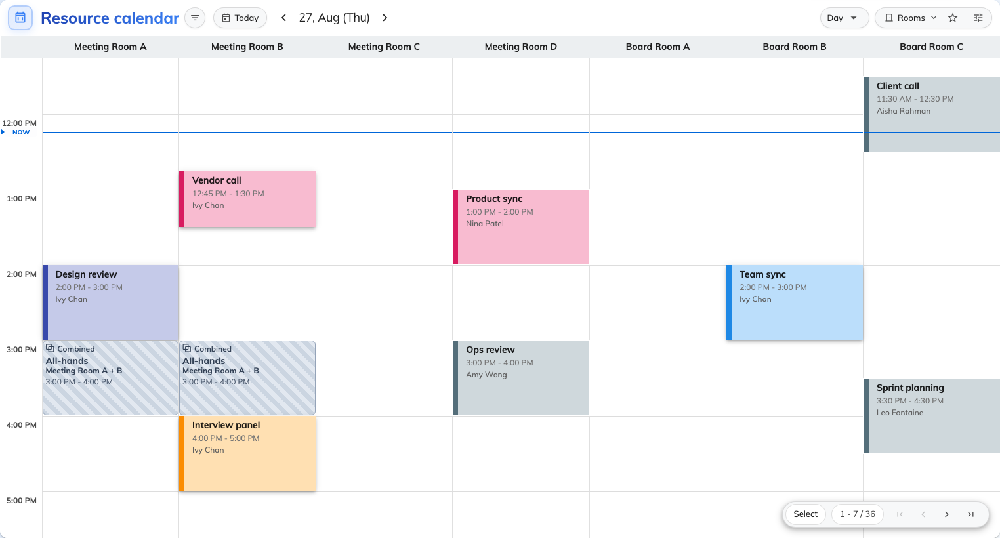 Resource calendar
Today
27, Aug (Thu)
Day
Rooms
Meeting Room A
Meeting Room B
Meeting Room C
Meeting Room D
Board Room A
Board Room B
Board Room C
Client call
11:30 AM - 12:30 PM
Aisha Rahman
12:00 PM
NOW
Vendor call
12:45 PM - 1:30 PM
Ivy Chan
1:00 PM
Product sync
1:00 PM - 2:00 PM
Nina Patel
2:00 PM
Design review
2:00 PM - 3:00 PM
Ivy Chan
Team sync
2:00 PM - 3:00 PM
Ivy Chan
3:00 PM
Combined
All-hands
Meeting Room A + B
3:00 PM - 4:00 PM
Combined
All-hands
Meeting Room A + B
3:00 PM - 4:00 PM
Ops review
3:00 PM - 4:00 PM
Amy Wong
Sprint planning
3:30 PM - 4:30 PM
Leo Fontaine
4:00 PM
Interview panel
4:00 PM - 5:00 PM
Ivy Chan
5:00 PM
Select
1 - 7 / 36